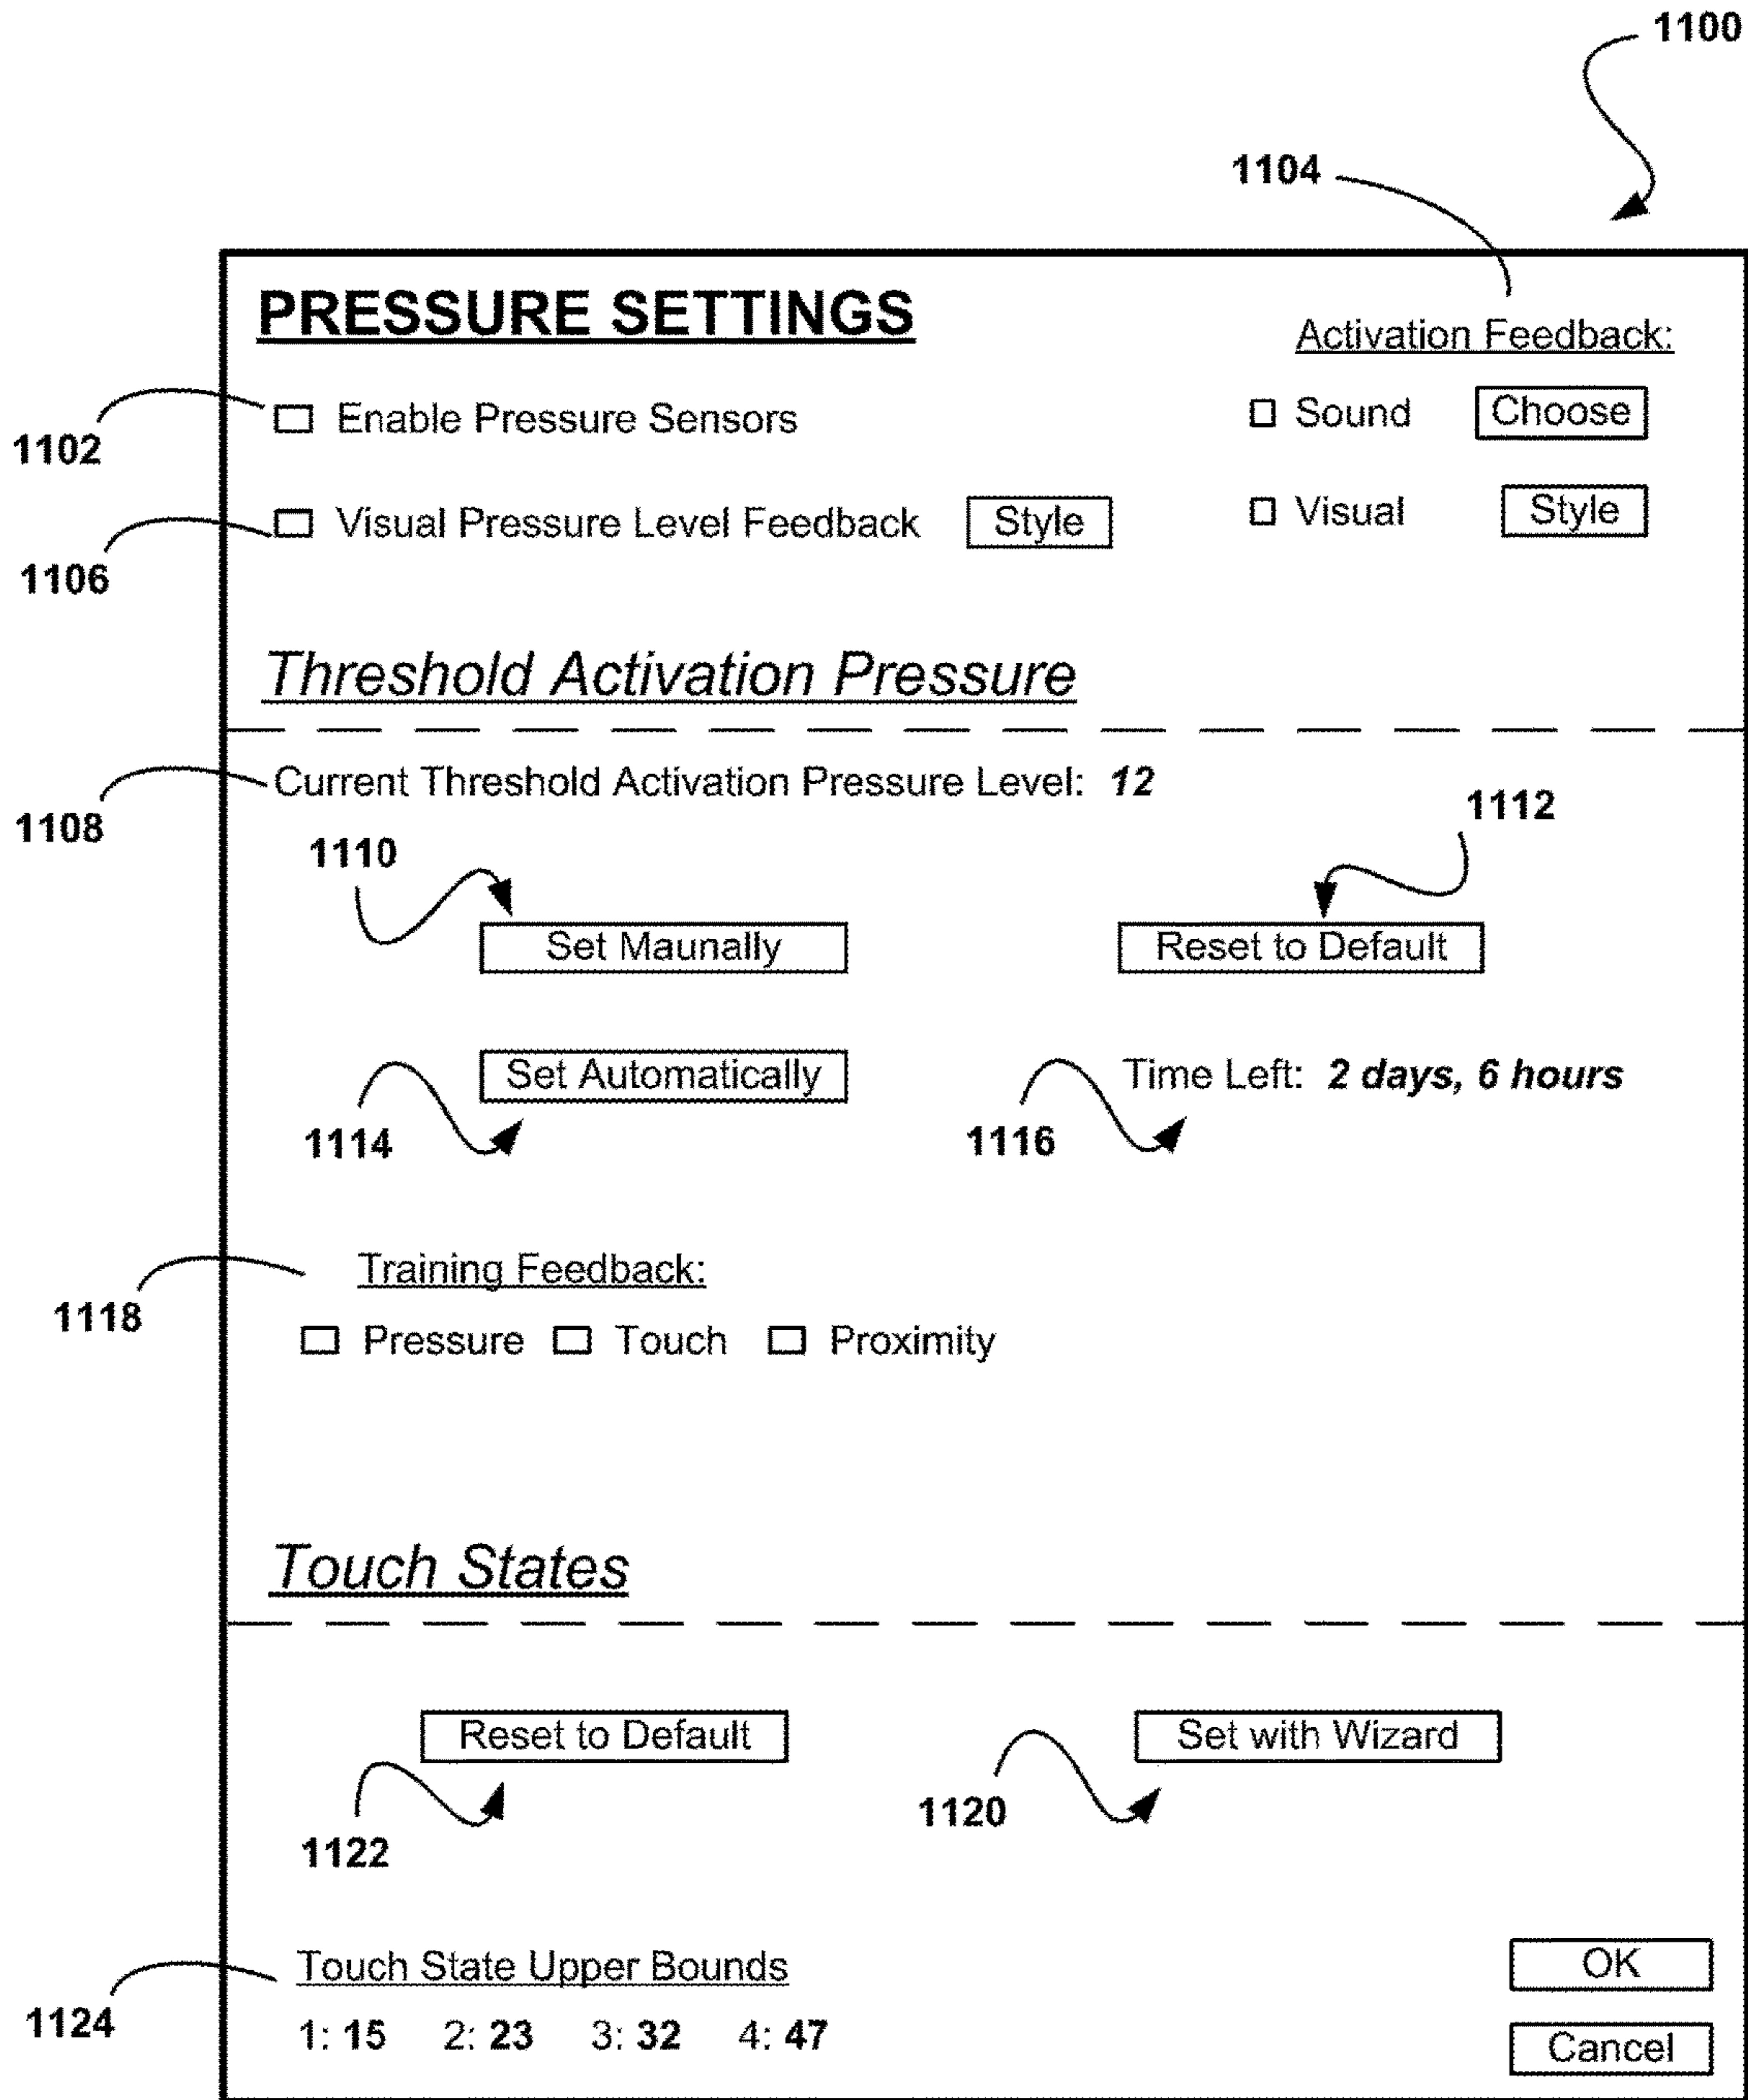 1100
1104
PRESSURE SETTINGS
Activation Feedback:
1102
Enable Pressure Sensors
Sound Choose
1106
Visual Pressure Level Feedback Style
Visual Style
Threshold Activation Pressure
1108
Current Threshold Activation Pressure Level: 12
1110
1112
Set Maunally
Reset to Default
Set Automatically
Time Left: 2 days, 6 hours
1114
1116
1118
Training Feedback:
Pressure Touch Proximity
Touch States
Reset to Default
Set with Wizard
1122
1120
1124
Touch State Upper Bounds
OK
1: 15 2: 23 3: 32 4: 47
Cancel